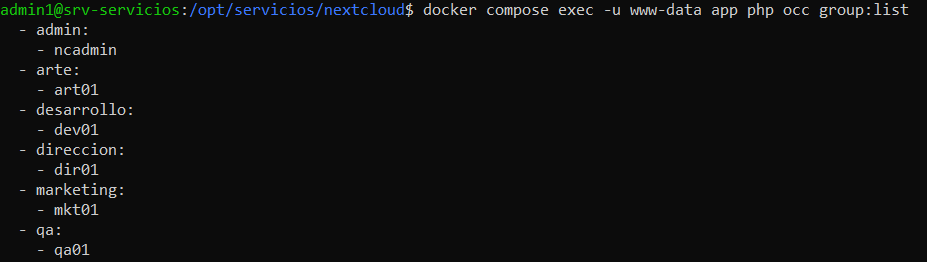 admin1@srv-servicios:/opt/servicios/nextcloud$ docker compose exec -u www-data app php occ group:list
  - admin:
    - ncadmin
  - arte:
    - art01
  - desarrollo:
    - dev01
  - direccion:
    - dir01
  - marketing:
    - mkt01
  - qa:
    - qa01